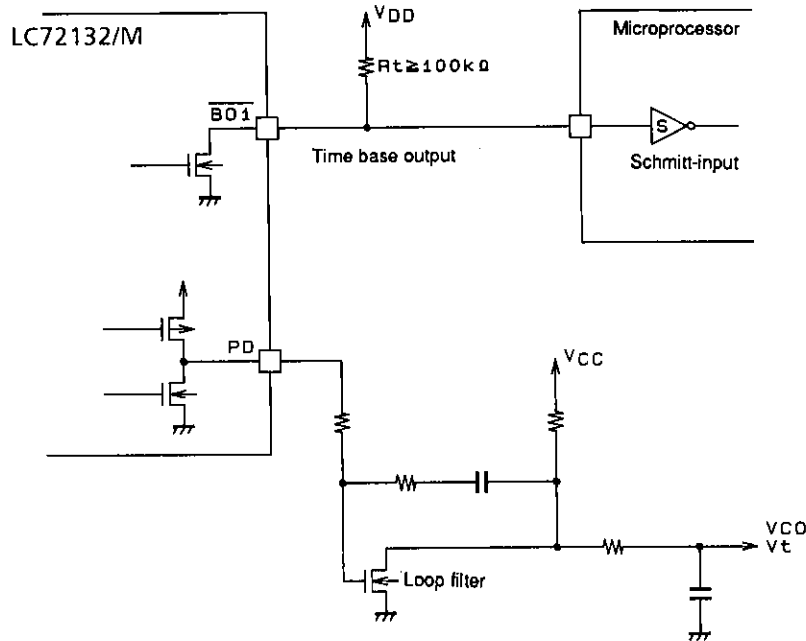 LC72132/M
VDD
Microprocessor
Rt≧100kΩ
BO1
S
Time base output
Schmitt-input
PD
VCC
VCO
Vt
Loop filter